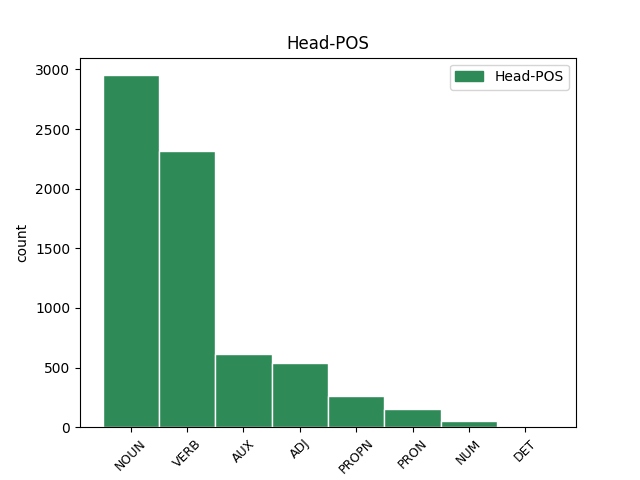 Head-POS
Head-POS
3000
2500
2000
1500
1000
500
0
count
NOUN VERB AUX ADJ PROPN PRON NUM DET